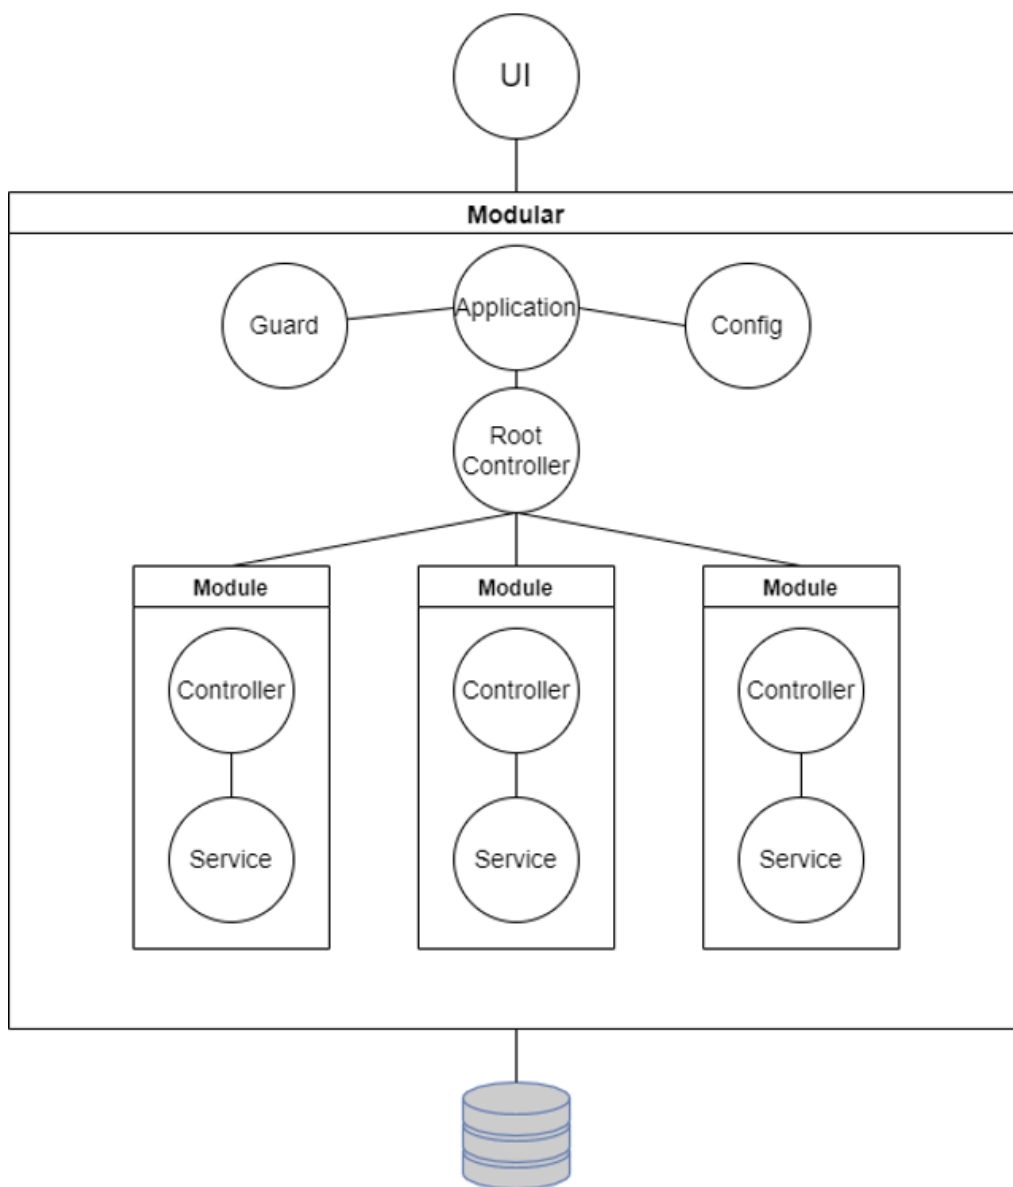 UI
Modular
Guard
Application
Config
Root
Controller
Module
Module
Module
Controller
Controller
Controller
Service
Service
Service